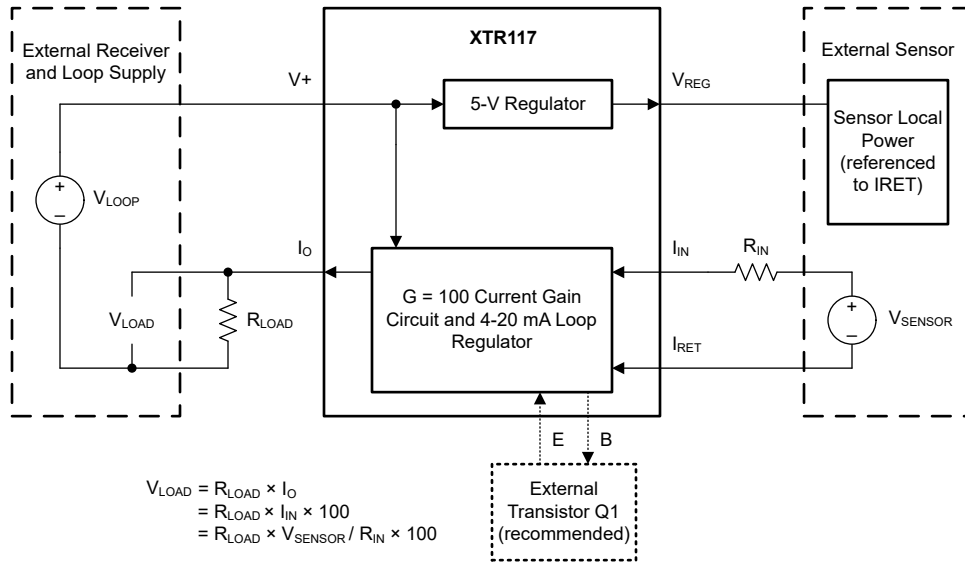 External Receiver
and Loop Supply
V+
VLOOP
+
–
IO
VLOAD
RLOAD
XTR117
5-V Regulator
G = 100 Current Gain
Circuit and 4-20 mA Loop
Regulator
VREG
IIN
RIN
IRET
External Sensor
Sensor Local
Power
(referenced
to IRET)
+
–
VSENSOR
E
B
External
Transistor Q1
(recommended)
VLOAD = RLOAD × IO
= RLOAD × IIN × 100
= RLOAD × VSENSOR / RIN × 100